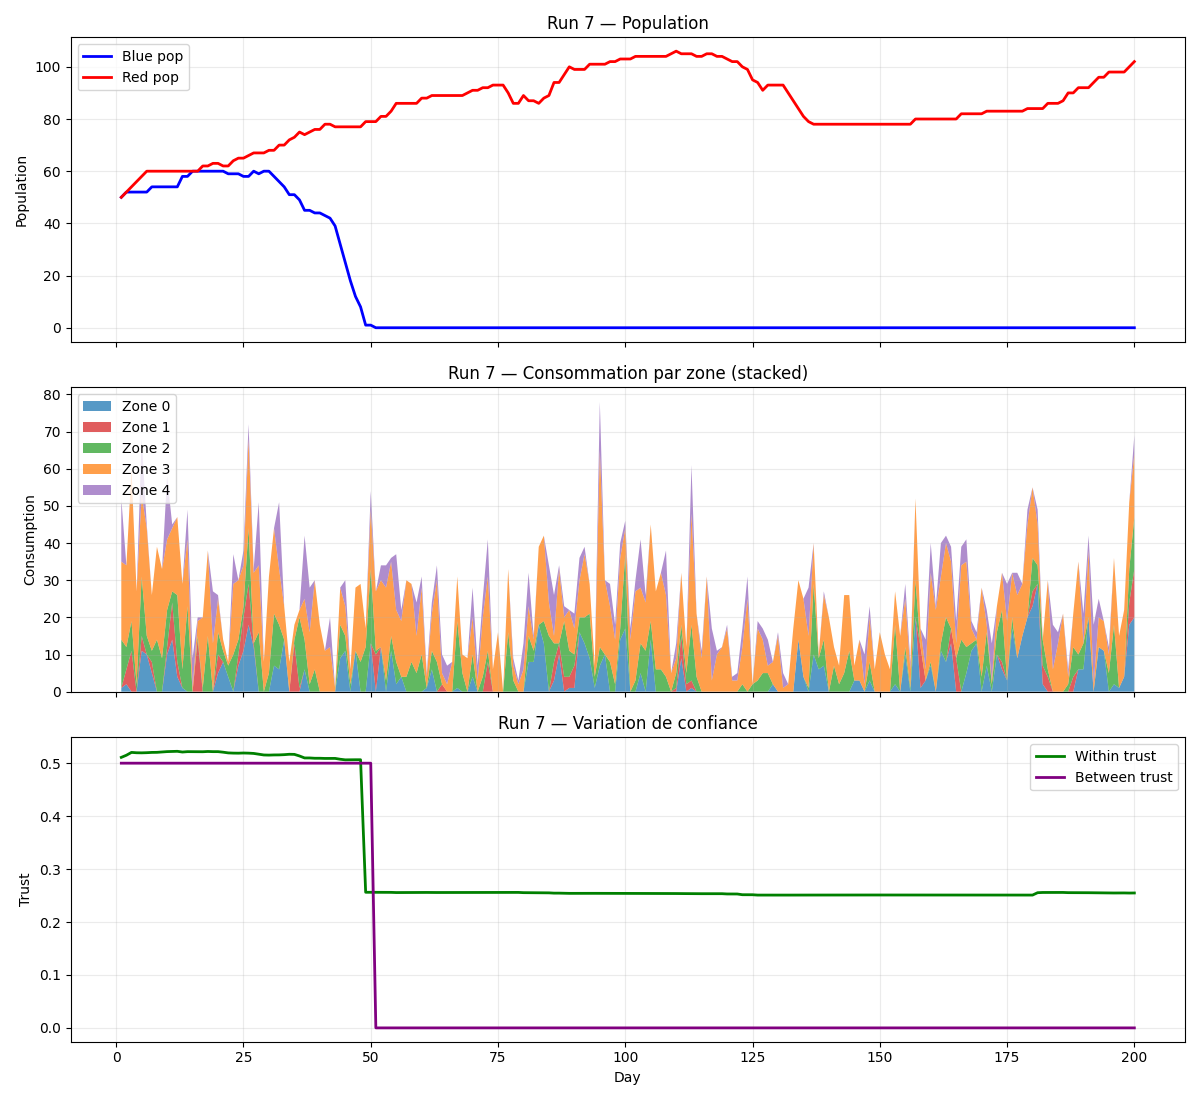 Run 7 — Population
Blue pop
Red pop
Population
100
80
60
40
20
0
Run 7 — Consommation par zone (stacked)
Zone 0
Zone 1
Zone 2
Zone 3
Zone 4
Consumption
80
70
60
50
40
30
20
10
0
Run 7 — Variation de confiance
Within trust
Between trust
Trust
0.5
0.4
0.3
0.2
0.1
0.0
0 25 50 75 100 125 150 175 200
Day